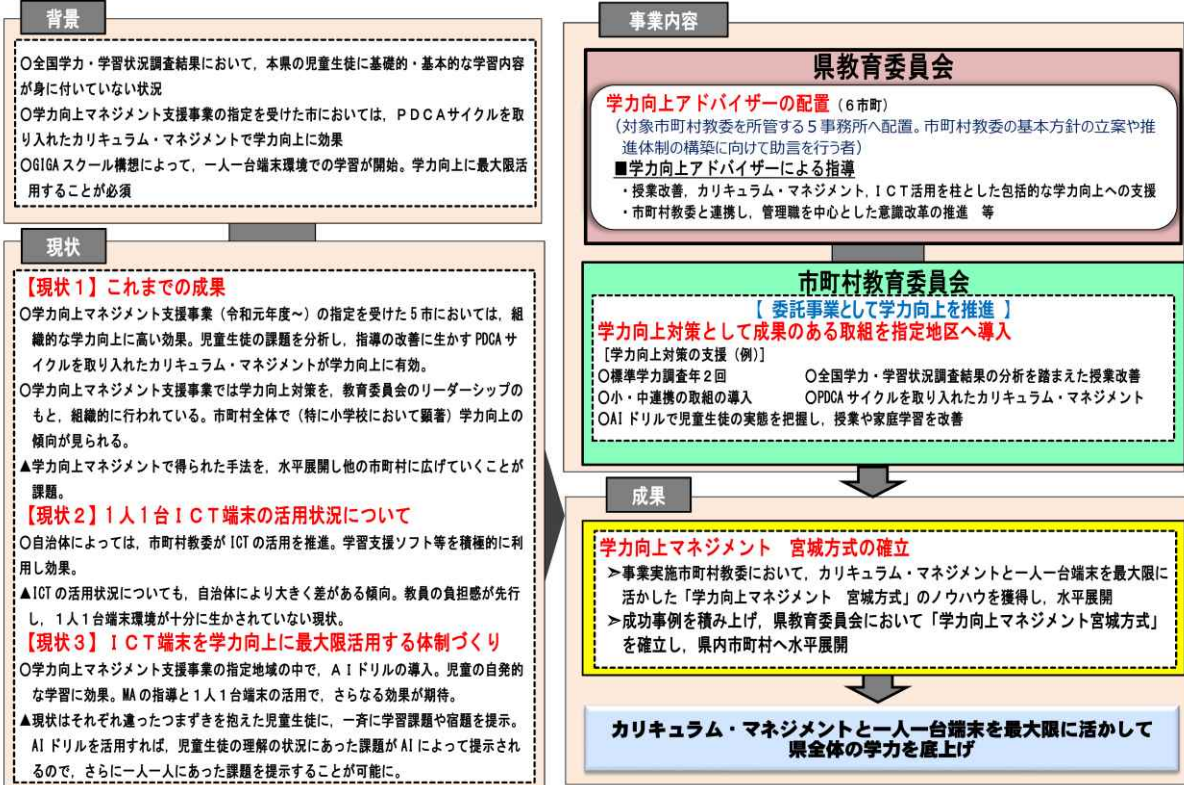 背景
○全国学力・学習状況調査結果において，本県の児童生徒に基礎的・基本的な学習内容
が身に付いていない状況
○学力向上マネジメント支援事業の指定を受けた市においては，ＰＤＣＡサイクルを取
り入れたカリキュラム・マネジメントで学力向上に効果
○GIGAスクール構想によって，一人一台端末環境での学習が開始。学力向上に最大限活
用することが必須
現状
【現状１】これまでの成果
○学力向上マネジメント支援事業（令和元年度～）の指定を受けた5市においては，組
織的な学力向上に高い効果。児童生徒の課題を分析し，指導の改善に生かすPDCAサ
イクルを取り入れたカリキュラム・マネジメントが学力向上に有効。
○学力向上マネジメント支援事業では学力向上対策を，教育委員会のリーダーシップの
もと，組織的に行われている。市町村全体で（特に小学校において顕著）学力向上の
傾向が見られる。
▲学力向上マネジメントで得られた手法を，水平展開し他の市町村に広げていくことが
課題。
【現状２】１人１台ＩＣＴ端末の活用状況について
○自治体によっては，市町村教委がICTの活用を推進。学習支援ソフト等を積極的に利
用し効果。
▲ICTの活用状況についても，自治体により大きく差がある傾向。教員の負担感が先行
し，１人１台端末環境が十分に生かされていない現状。
【現状３】ＩＣＴ端末を学力向上に最大限活用する体制づくり
○学力向上マネジメント支援事業の指定地域の中で，ＡＩドリルの導入。児童の自発的
な学習に効果。MAの指導と１人１台端末の活用で，さらなる効果が期待。
▲現状はそれぞれ違ったつまずきを抱えた児童生徒に，一斉に学習課題や宿題を提示。
AIドリルを活用すれば，児童生徒の理解の状況にあった課題がAIによって提示され
るので，さらに一人一人にあった課題を提示することが可能に。
事業内容
県教育委員会
学力向上アドバイザーの配置（６市町）
（対象市町村教委を所管する５事務所へ配置。市町村教委の基本方針の立案や推
進体制の構築に向けて助言を行う者）
■学力向上アドバイザーによる指導
・授業改善，カリキュラム・マネジメント，ＩＣＴ活用を柱とした包括的な学力向上への支援
・市町村教委と連携し，管理職を中心とした意識改革の推進　等
市町村教育委員会
【 委託事業として学力向上を推進 】
学力向上対策として成果のある取組を指定地区へ導入
［学力向上対策の支援（例）］
○標準学力調査年２回　○全国学力・学習状況調査結果の分析を踏まえた授業改善
○小・中連携の取組の導入　○PDCAサイクルを取り入れたカリキュラム・マネジメント
○AIドリルで児童生徒の実態を把握し，授業や家庭学習を改善
成果
学力向上マネジメント　宮城方式の確立
➤事業実施市町村教委において，カリキュラム・マネジメントと一人一台端末を最大限に
活かした「学力向上マネジメント　宮城方式」のノウハウを獲得し，水平展開
➤成功事例を積み上げ，県教育委員会において「学力向上マネジメント宮城方式」
を確立し，県内市町村へ水平展開
カリキュラム・マネジメントと一人一台端末を最大限に活かして
県全体の学力を底上げ